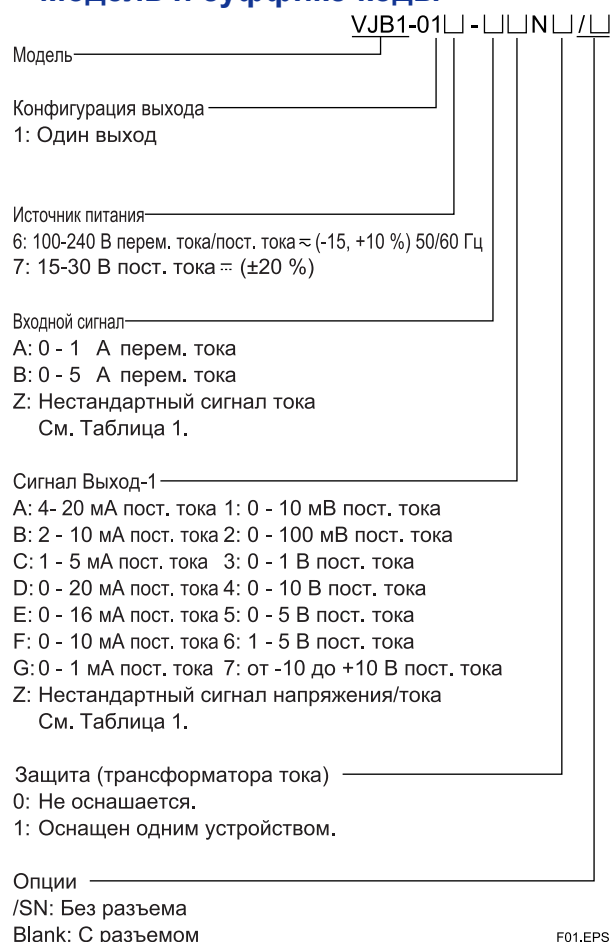 Модель и суффикс-коды
VJB1-01□ - □□N□/□
Модель
Конфигурация выхода
1: Один выход
Источник питания
6: 100-240 В перем. тока/пост. тока ≂ (-15, +10 %) 50/60 Гц
7: 15-30 В пост. тока ⎓ (±20 %)
Входной сигнал
A: 0 - 1 А перем. тока
B: 0 - 5 А перем. тока
Z: Нестандартный сигнал тока
См. Таблица 1.
Сигнал Выход-1
A: 4- 20 мА пост. тока 1: 0 - 10 мВ пост. тока
B: 2 - 10 мА пост. тока 2: 0 - 100 мВ пост. тока
C: 1 - 5 мА пост. тока 3: 0 - 1 В пост. тока
D: 0 - 20 мА пост. тока 4: 0 - 10 В пост. тока
E: 0 - 16 мА пост. тока 5: 0 - 5 В пост. тока
F: 0 - 10 мА пост. тока 6: 1 - 5 В пост. тока
G: 0 - 1 мА пост. тока 7: от -10 до +10 В пост. тока
Z: Нестандартный сигнал напряжения/тока
См. Таблица 1.
Защита (трансформатора тока)
0: Не оснашается.
1: Оснащен одним устройством.
Опции
/SN: Без разъема
Blank: С разъемом
F01.EPS